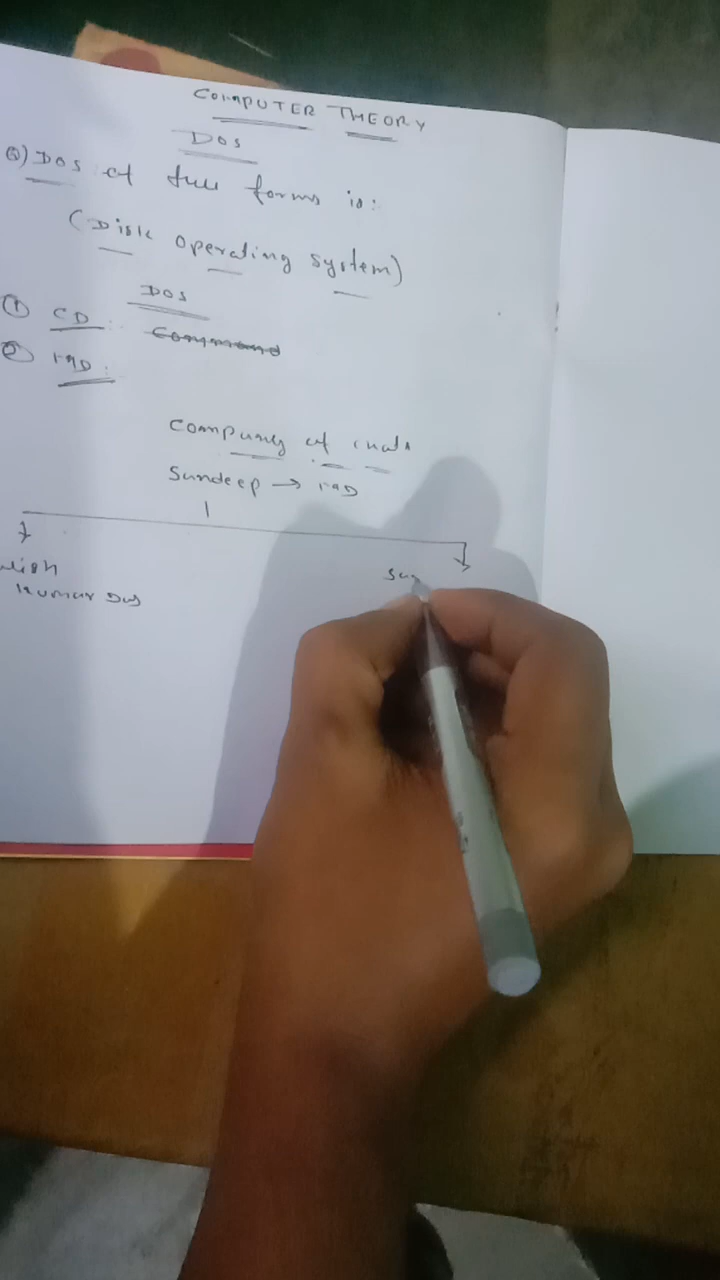 COMPUTER THEORY
DOS
DOS of full forms is:
(Disk operating system)
DOS
① CD: Command
② MD:
Company of
Sundeep → MD
Kumar Das